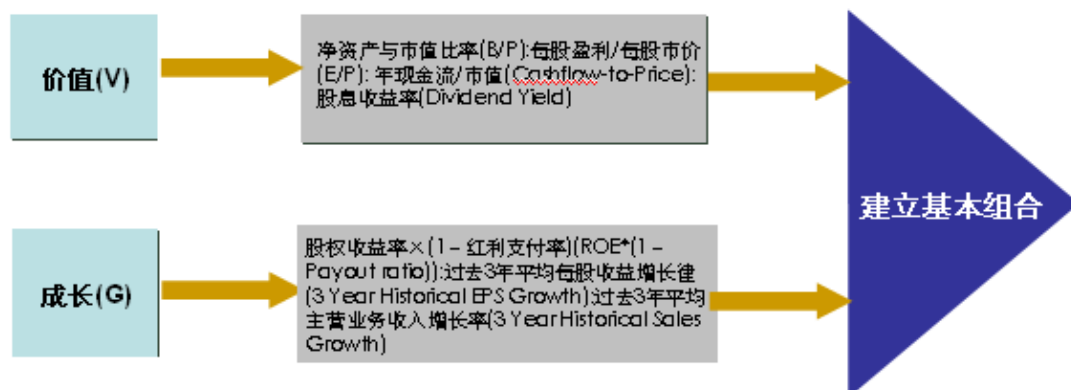 价值(V)
净资产与市值比率(B/P):每股盈利/每股市价
(E/P): 年现金流/市值(Cashflow-to-Price):
股息收益率(Dividend Yield)
建立基本组合
成长(G)
股权收益率×(1 – 红利支付率)(ROE*(1 –
Payout ratio)):过去3年平均每股收益增长律
(3 Year Historical EPS Growth):过去3年平均
主营业务收入增长率(3 Year Historical Sales
Growth)